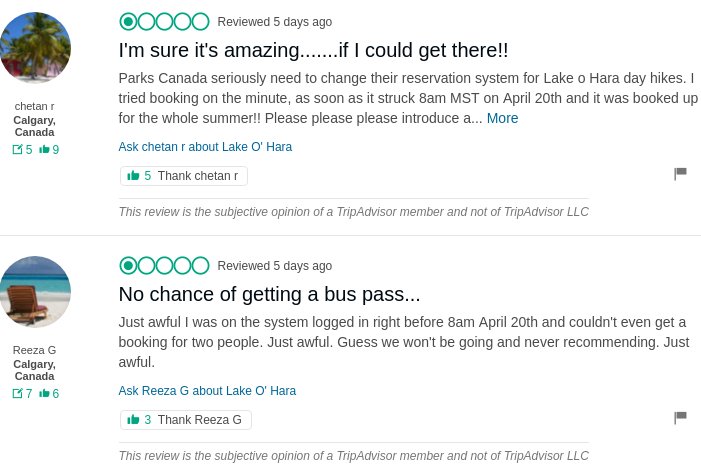 Reviewed 5 days ago
I'm sure it's amazing.......if I could get there!!
Parks Canada seriously need to change their reservation system for Lake o Hara day hikes. I
tried booking on the minute, as soon as it struck 8am MST on April 20th and it was booked up
for the whole summer!! Please please please introduce a... More
chetan r
Calgary,
Canada
5 9
Ask chetan r about Lake O' Hara
5 Thank chetan r
This review is the subjective opinion of a TripAdvisor member and not of TripAdvisor LLC
Reviewed 5 days ago
No chance of getting a bus pass...
Just awful I was on the system logged in right before 8am April 20th and couldn't even get a
booking for two people. Just awful. Guess we won't be going and never recommending. Just
awful.
Reeza G
Calgary,
Canada
7 6
Ask Reeza G about Lake O' Hara
3 Thank Reeza G
This review is the subjective opinion of a TripAdvisor member and not of TripAdvisor LLC